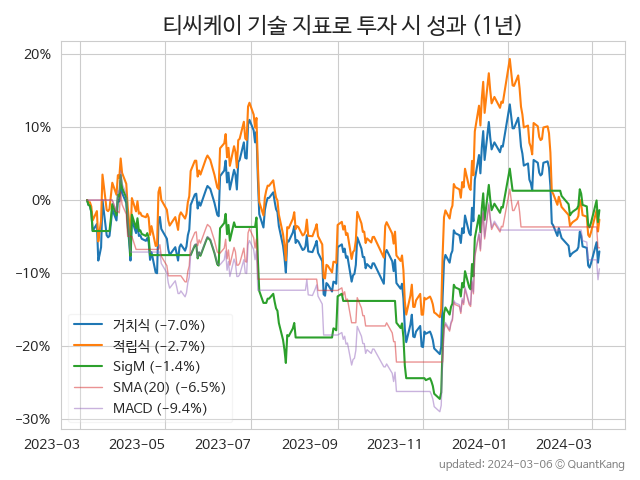 티씨케이 기술 지표로 투자 시 성과 (1년)
20%
10%
0%
−10%
−20%
−30%
거치식 (−7.0%)
적립식 (−2.7%)
SigM (−1.4%)
SMA(20) (−6.5%)
MACD (−9.4%)
2023−03
2023−05
2023−07
2023−09
2023−11
2024−01
2024−03
updated: 2024-03-06 ⓒ QuantKang